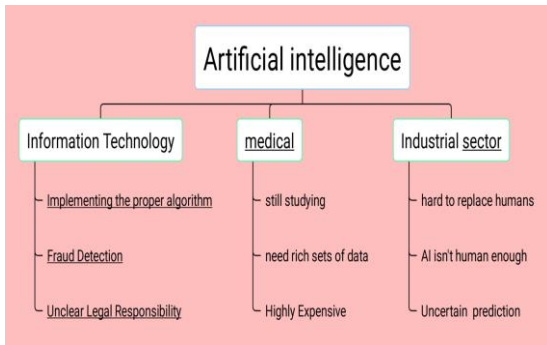 Artificial intelligence
Information Technology
medical
Industrial sector
Implementing the proper algorithm
still studying
hard to replace humans
Fraud Detection
need rich sets of data
AI isn't human enough
Unclear Legal Responsibility
Highly Expensive
Uncertain prediction